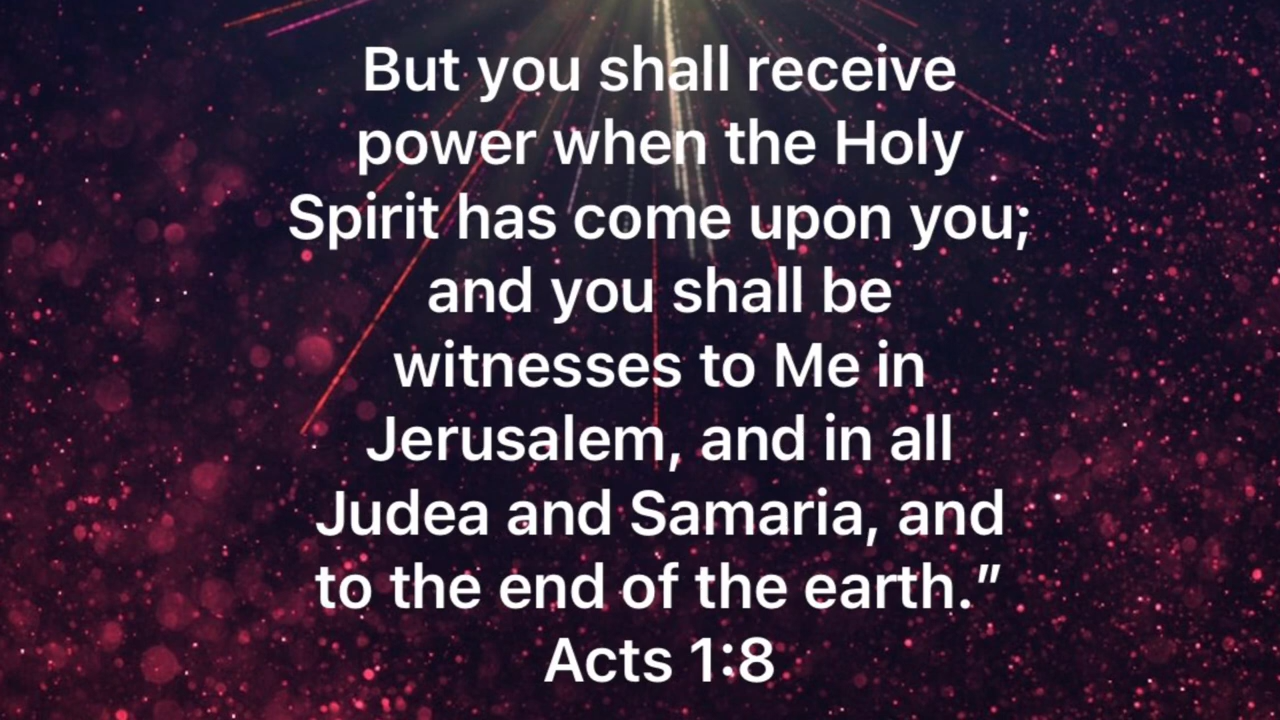 But you shall receive
power when the Holy
Spirit has come upon you;
and you shall be
witnesses to Me in
Jerusalem, and in all
Judea and Samaria, and
to the end of the earth.”
Acts 1:8